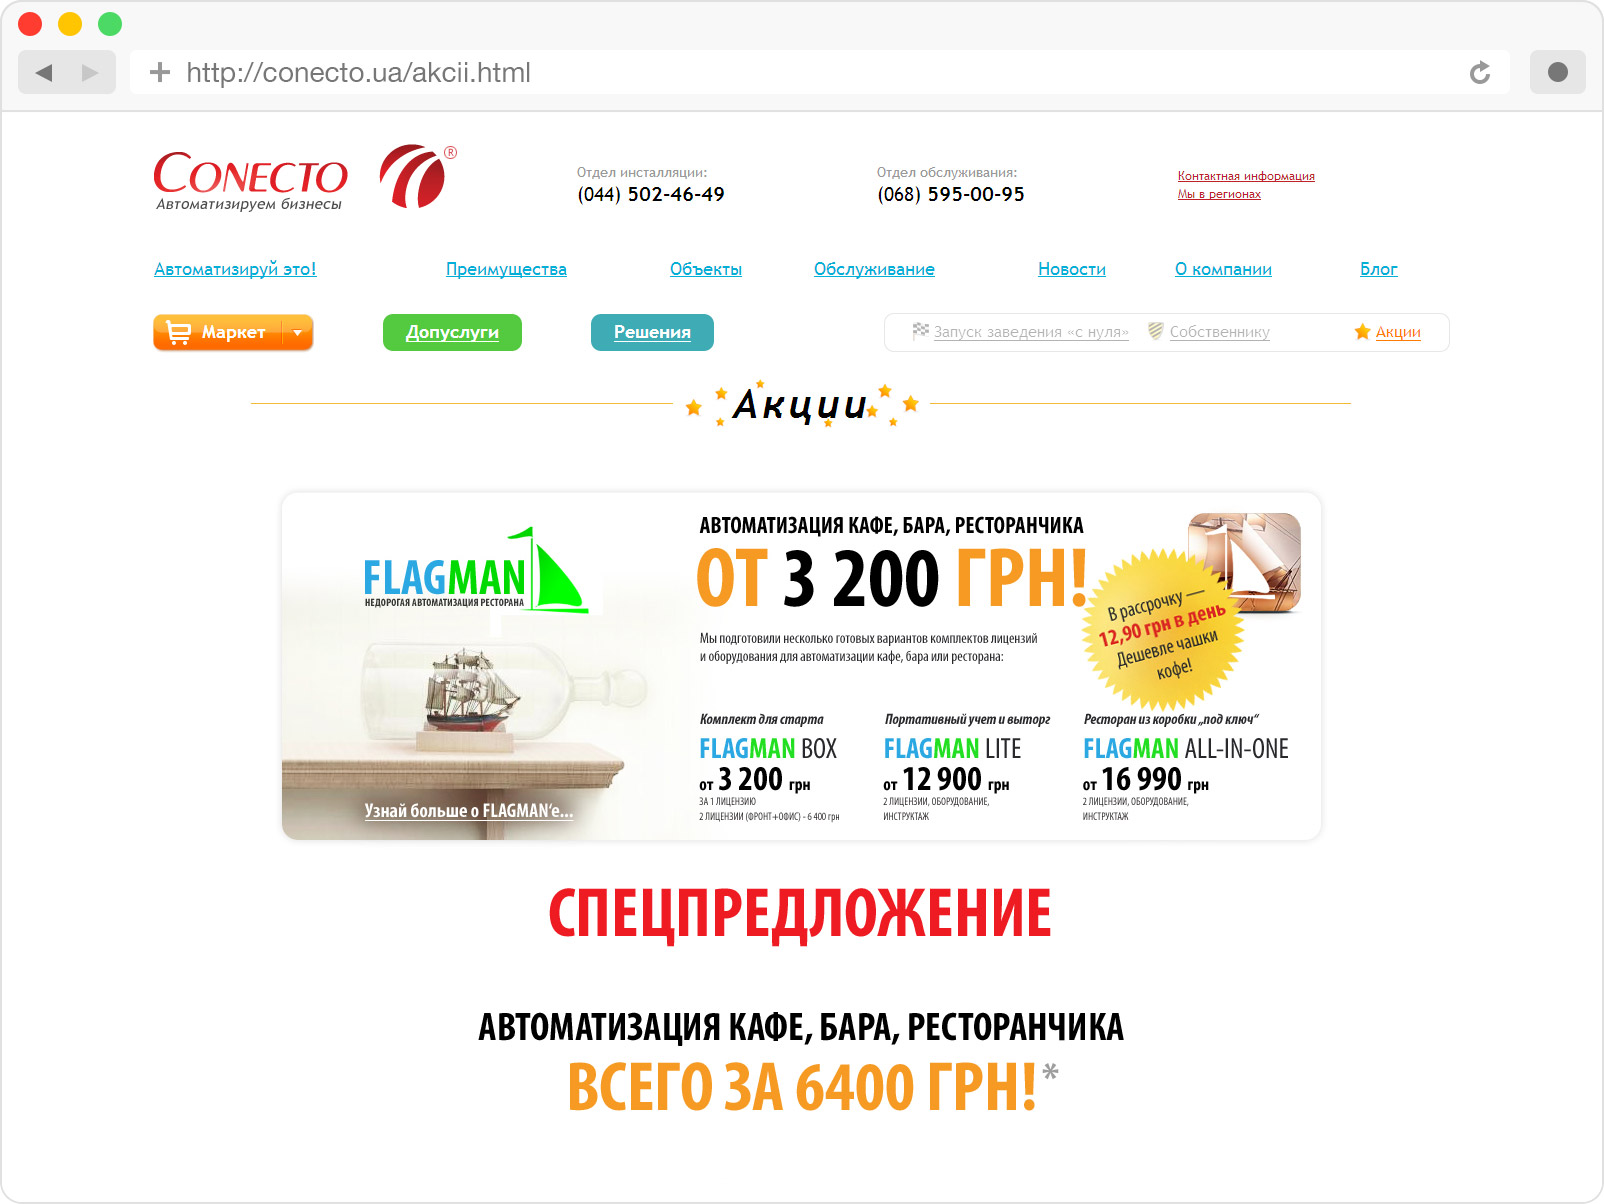 http://conecto.ua/akcii.html
CONECTO ®
Автоматизируем бизнесы
Отдел инсталляции:
(044) 502-46-49
Отдел обслуживания:
(068) 595-00-95
Контактная информация
Мы в регионах
Автоматизируй это! Преимущества Объекты Обслуживание Новости О компании Блог
Маркет Допуслуги Решения Запуск заведения «с нуля» Собственнику Акции
Акции
FLAGMAN
НЕДОРОГАЯ АВТОМАТИЗАЦИЯ РЕСТОРАНА
Узнай больше о FLAGMAN'е...
АВТОМАТИЗАЦИЯ КАФЕ, БАРА, РЕСТОРАНЧИКА
ОТ 3 200 ГРН!
В рассрочку —
12,90 грн в день
Дешевле чашки
кофе!
Мы подготовили несколько готовых вариантов комплектов лицензий
и оборудования для автоматизации кафе, бара или ресторана:
Комплект для старта
FLAGMAN BOX
от 3 200 грн
ЗА 1 ЛИЦЕНЗИЮ
2 ЛИЦЕНЗИИ (ФРОНТ+ОФИС) - 6 400 грн
Портативный учет и выторг
FLAGMAN LITE
от 12 900 грн
2 ЛИЦЕНЗИИ, ОБОРУДОВАНИЕ,
ИНСТРУКТАЖ
Ресторан из коробки „под ключ“
FLAGMAN ALL-IN-ONE
от 16 990 грн
2 ЛИЦЕНЗИИ, ОБОРУДОВАНИЕ,
ИНСТРУКТАЖ
СПЕЦПРЕДЛОЖЕНИЕ
АВТОМАТИЗАЦИЯ КАФЕ, БАРА, РЕСТОРАНЧИКА
ВСЕГО ЗА 6400 ГРН!*